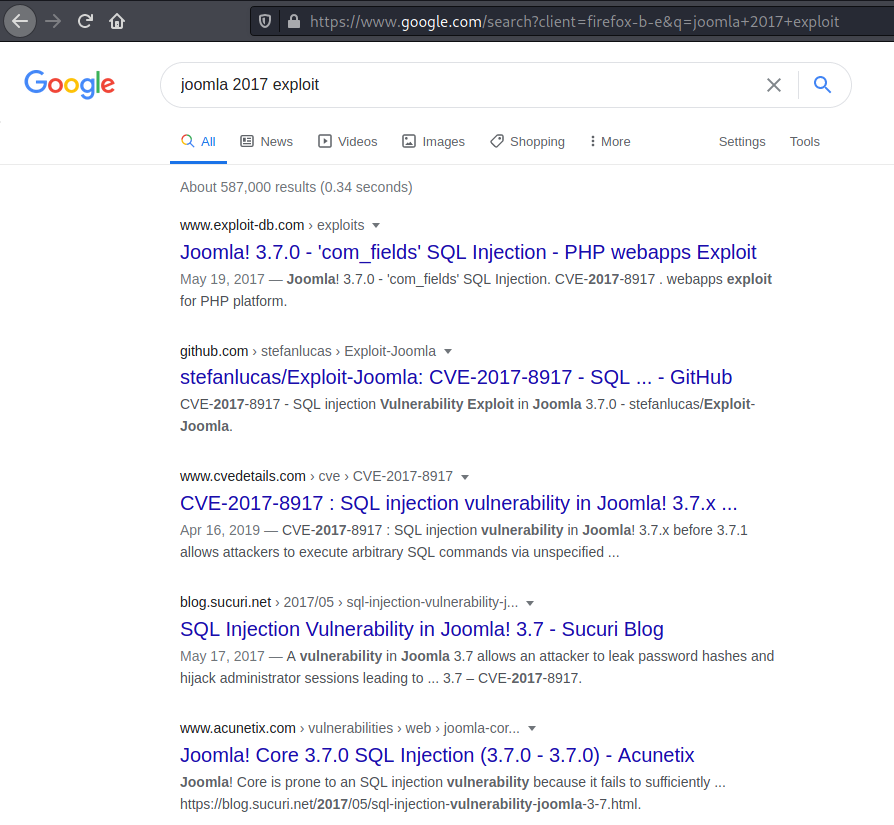 https://www.google.com/search?client=firefox-b-e&q=joomla+2017+exploit
Google
joomla 2017 exploit
All News Videos Images Shopping More Settings Tools
About 587,000 results (0.34 seconds)
www.exploit-db.com › exploits
Joomla! 3.7.0 - 'com_fields' SQL Injection - PHP webapps Exploit
May 19, 2017 — Joomla! 3.7.0 - 'com_fields' SQL Injection. CVE-2017-8917 . webapps exploit
for PHP platform.
github.com › stefanlucas › Exploit-Joomla
stefanlucas/Exploit-Joomla: CVE-2017-8917 - SQL ... - GitHub
CVE-2017-8917 - SQL injection Vulnerability Exploit in Joomla 3.7.0 - stefanlucas/Exploit-
Joomla.
www.cvedetails.com › cve › CVE-2017-8917
CVE-2017-8917 : SQL injection vulnerability in Joomla! 3.7.x ...
Apr 16, 2019 — CVE-2017-8917 : SQL injection vulnerability in Joomla! 3.7.x before 3.7.1
allows attackers to execute arbitrary SQL commands via unspecified ...
blog.sucuri.net › 2017/05 › sql-injection-vulnerability-j...
SQL Injection Vulnerability in Joomla! 3.7 - Sucuri Blog
May 17, 2017 — A vulnerability in Joomla 3.7 allows an attacker to leak password hashes and
hijack administrator sessions leading to ... 3.7 – CVE-2017-8917.
www.acunetix.com › vulnerabilities › web › joomla-cor...
Joomla! Core 3.7.0 SQL Injection (3.7.0 - 3.7.0) - Acunetix
Joomla! Core is prone to an SQL injection vulnerability because it fails to sufficiently ...
https://blog.sucuri.net/2017/05/sql-injection-vulnerability-joomla-3-7.html.